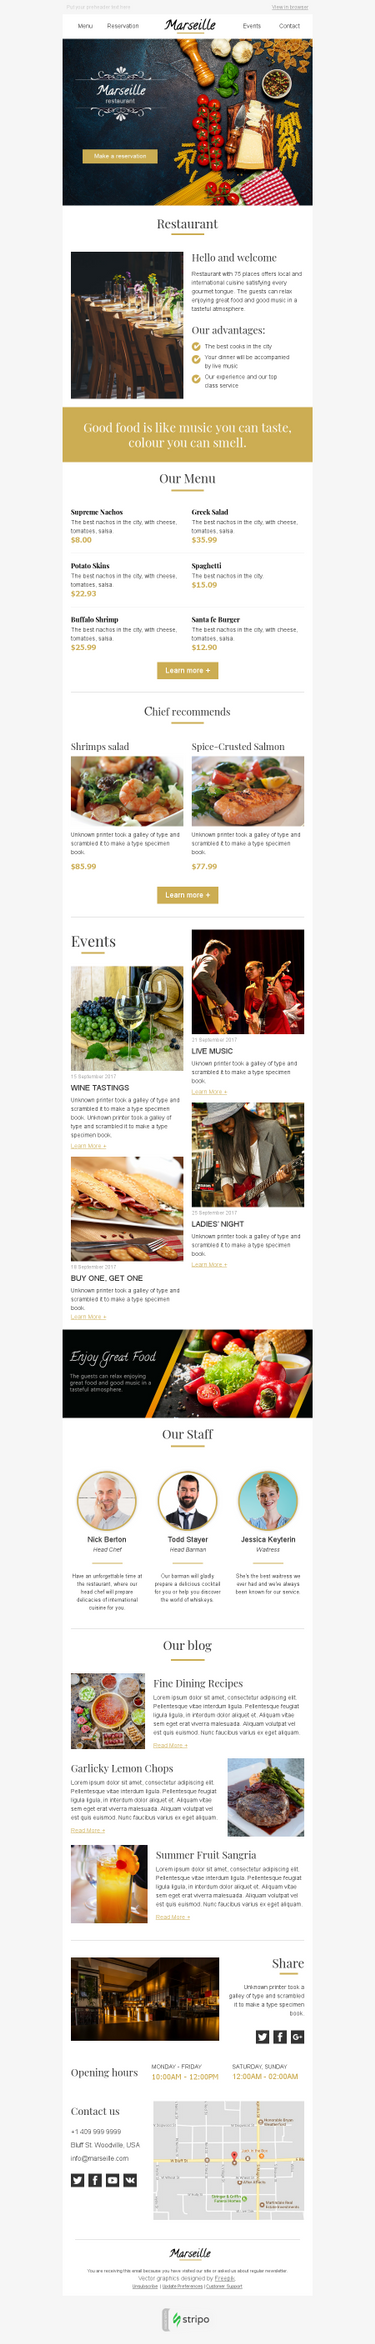 Put your preheader text here
View in browser
Menu
Reservation
Marseille
Events
Contact
Marseille
restaurant
Make a reservation
Restaurant
Hello and welcome
Restaurant with 75 places offers local and
international cuisine satisfying every
gourmet tongue. The guests can relax
enjoying great food and good music in a
tasteful atmosphere.
Our advantages:
The best cooks in the city
Your dinner will be accompanied
by live music
Our experience and our top
class service
Good food is like music you can taste,
colour you can smell.
Our Menu
Supreme Nachos
The best nachos in the city, with cheese,
tomatoes, salsa.
$8.00
Greek Salad
The best nachos in the city, with cheese,
tomatoes, salsa.
$35.99
Potato Skins
The best nachos in the city, with cheese,
tomatoes, salsa.
$22.93
Spaghetti
The best nachos in the city.
$15.09
Buffalo Shrimp
The best nachos in the city, with cheese,
tomatoes, salsa.
$25.99
Santa fe Burger
The best nachos in the city, with cheese,
tomatoes, salsa.
$12.90
Learn more +
Chief recommends
Shrimps salad
Unknown printer took a galley of type and
scrambled it to make a type specimen
book.
$85.99
Spice-Crusted Salmon
Unknown printer took a galley of type and
scrambled it to make a type specimen
book.
$77.99
Learn more +
Events
15 September 2017
WINE TASTINGS
Unknown printer took a galley of type and
scrambled it to make a type specimen
book. Unknown printer took a galley of
type and scrambled it to make a type
specimen book.
Learn More +
18 September 2017
BUY ONE, GET ONE
Unknown printer took a galley of type and
scrambled it to make a type specimen
book.
Learn More +
21 September 2017
LIVE MUSIC
Uknown printer took a galley of type and
scrambled it to make a type specimen
book.
Learn More +
25 September 2017
LADIES' NIGHT
Unknown printer took a galley of type and
scrambled it to make a type specimen
book.
Learn More +
Enjoy Great Food
The guests can relax enjoying
great food and good music in a
tasteful atmosphere.
Our Staff
Nick Berton
Head Chef
Have an unforgettable time at
the restaurant, where our
head chef will prepare
delicacies of international
cuisine for you.
Todd Stayer
Head Barman
Our barman will gladly
prepare a delicious cocktail
for you or help you discover
the world of whiskeys.
Jessica Keyterin
Waitress
She's the best waitress we
ever had and we've always
been known for our service.
Our blog
Fine Dining Recipes
Lorem ipsum dolor sit amet, consectetur adipiscing elit.
Pellentesque vitae interdum ligula. Pellentesque feugiat
ligula ligula, in interdum dolor aliquet et. Aliquam vitae
sem eget velit viverra malesuada. Aliquam volutpat vel
est quis euismod. Curabitur varius aliquam euismod.
Read More +
Garlicky Lemon Chops
Lorem ipsum dolor sit amet, consectetur adipiscing elit.
Pellentesque vitae interdum ligula. Pellentesque feugiat
ligula ligula, in interdum dolor aliquet et. Aliquam vitae
sem eget velit viverra malesuada. Aliquam volutpat vel
est quis euismod. Curabitur varius aliquam euismod.
Read More +
Summer Fruit Sangria
Lorem ipsum dolor sit amet, consectetur adipiscing elit.
Pellentesque vitae interdum ligula. Pellentesque feugiat
ligula ligula, in interdum dolor aliquet et. Aliquam vitae
sem eget velit viverra malesuada. Aliquam volutpat vel
est quis euismod. Curabitur varius aliquam euismod.
Read More +
Share
Unknown printer took a
galley of type and scrambled
it to make a type specimen
book.
Opening hours
MONDAY - FRIDAY
10:00AM - 12:00PM
SATURDAY, SUNDAY
12:00AM - 02:00AM
Contact us
+1 409 999 9999
Bluff St. Woodville, USA
info@marseille.com
Marseille
You are receiving this email because you have visited our site or asked us about regular newsletter.
Vector graphics designed by Freepik.
Unsubscribe | Update Preferences | Customer Support
stripo